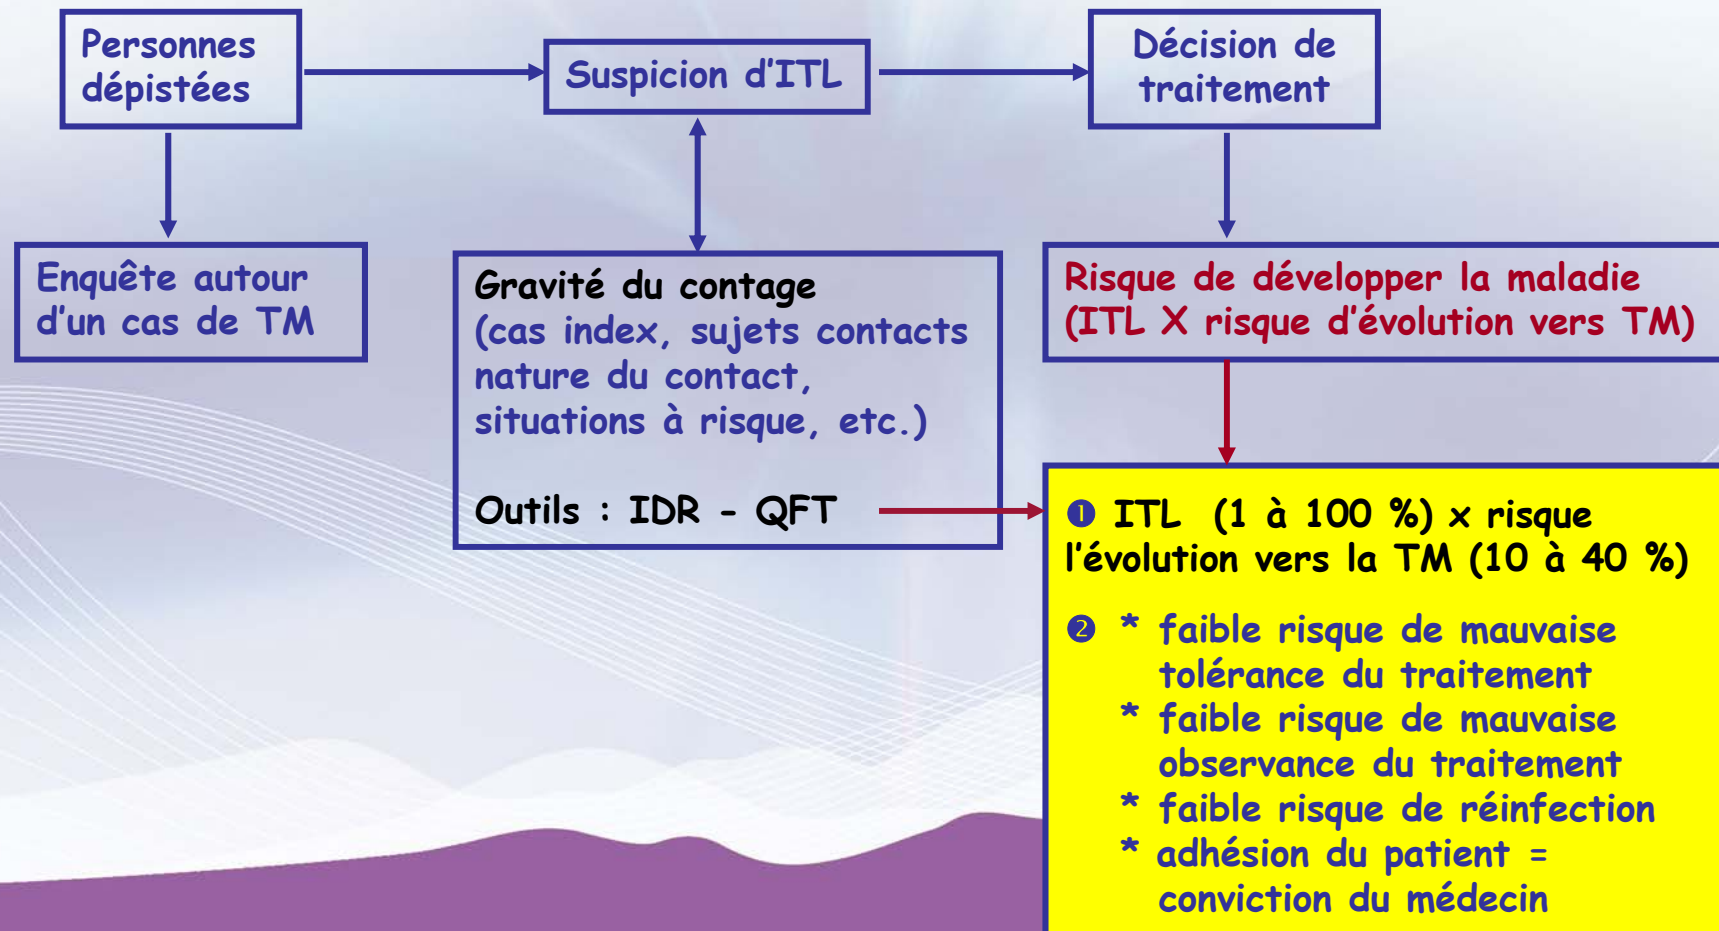 Personnes
dépistées
Suspicion d'ITL
Décision de
traitement
Enquête autour
d'un cas de TM
Gravité du contage
(cas index, sujets contacts
nature du contact,
situations à risque, etc.)
Outils : IDR - QFT
Risque de développer la maladie
(ITL X risque d'évolution vers TM)
❶ ITL (1 à 100 %) x risque
l'évolution vers la TM (10 à 40 %)
❷ * faible risque de mauvaise
tolérance du traitement
* faible risque de mauvaise
observance du traitement
* faible risque de réinfection
* adhésion du patient =
conviction du médecin